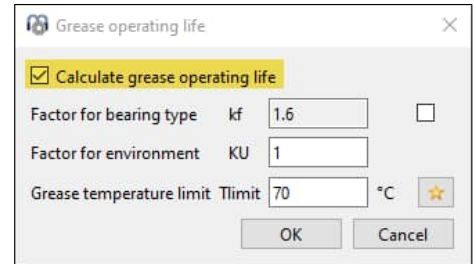 Grease operating life
Calculate grease operating life
Factor for bearing type kf 1.6
Factor for environment KU 1
Grease temperature limit Tlimit 70 °C
OK Cancel